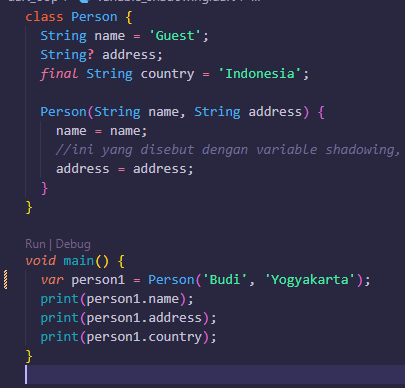 class Person {
String name = 'Guest';
String? address;
final String country = 'Indonesia';
Person(String name, String address) {
name = name;
//ini yang disebut dengan variable shadowing,
address = address;
}
}
Run | Debug
void main() {
var person1 = Person('Budi', 'Yogyakarta');
print(person1.name);
print(person1.address);
print(person1.country);
}